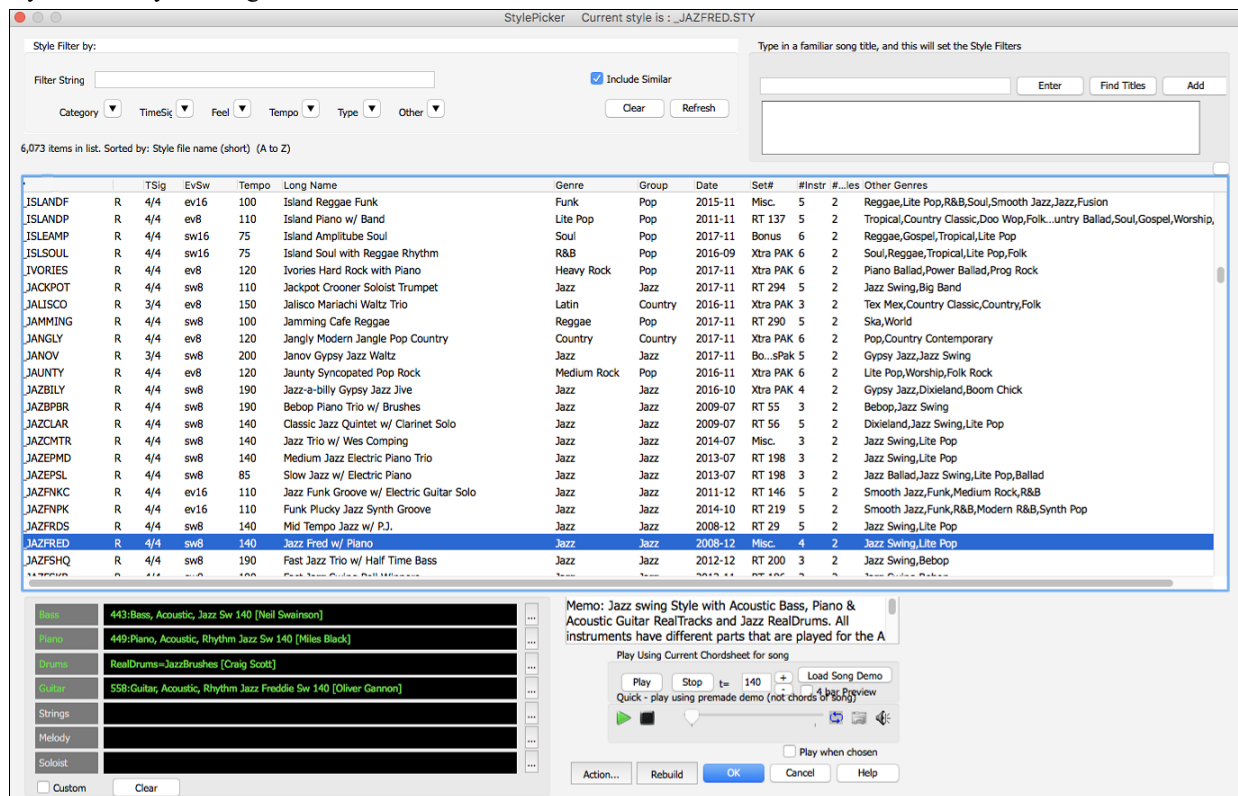 StylePicker Current style is : _JAZFRED.STY
Style Filter by:
Type in a familiar song title, and this will set the Style Filters
Filter String
Include Similar
Enter Find Titles Add
Category TimeSig Feel Tempo Type Other Clear Refresh
6,073 items in list. Sorted by: Style file name (short) (A to Z)
TSig EvSw Tempo Long Name Genre Group Date Set# #Instr #...les Other Genres
_ISLANDF R 4/4 ev16 100 Island Reggae Funk Funk Pop 2015-11 Misc. 5 2 Reggae,Lite Pop,R&B,Soul,Smooth Jazz,Jazz,Fusion
_ISLANDP R 4/4 ev8 110 Island Piano w/ Band Lite Pop Pop 2011-11 RT 137 5 2 Tropical,Country Classic,Doo Wop,Folk...untry Ballad,Soul,Gospel,Worship,
_ISLEAMP R 4/4 sw16 75 Island Amplitube Soul Soul Pop 2017-11 Bonus 6 2 Reggae,Gospel,Tropical,Lite Pop
_ISLSOUL R 4/4 sw16 75 Island Soul with Reggae Rhythm R&B Pop 2016-09 Xtra PAK 6 2 Soul,Reggae,Tropical,Lite Pop,Folk
_IVORIES R 4/4 ev8 120 Ivories Hard Rock with Piano Heavy Rock Pop 2017-11 Xtra PAK 6 2 Piano Ballad,Power Ballad,Prog Rock
_JACKPOT R 4/4 sw8 110 Jackpot Crooner Soloist Trumpet Jazz Jazz 2017-11 RT 294 5 2 Jazz Swing,Big Band
_JALISCO R 3/4 ev8 150 Jalisco Mariachi Waltz Trio Latin Country 2016-11 Xtra PAK 3 2 Tex Mex,Country Classic,Country,Folk
_JAMMING R 4/4 sw8 100 Jamming Cafe Reggae Reggae Pop 2017-11 RT 290 5 2 Ska,World
_JANGLY R 4/4 ev8 120 Jangly Modern Jangle Pop Country Country Country 2017-11 Xtra PAK 6 2 Pop,Country Contemporary
_JANOV R 3/4 sw8 200 Janov Gypsy Jazz Waltz Jazz Jazz 2017-11 Bo...sPak 5 2 Gypsy Jazz,Jazz Swing
_JAUNTY R 4/4 ev8 120 Jaunty Syncopated Pop Rock Medium Rock Pop 2016-11 Xtra PAK 6 2 Lite Pop,Worship,Folk Rock
_JAZBILY R 4/4 sw8 190 Jazz-a-billy Gypsy Jazz Jive Jazz Jazz 2016-10 Xtra PAK 4 2 Gypsy Jazz,Dixieland,Boom Chick
_JAZBPBR R 4/4 sw8 190 Bebop Piano Trio w/ Brushes Jazz Jazz 2009-07 RT 55 3 2 Bebop,Jazz Swing
_JAZCLAR R 4/4 sw8 140 Classic Jazz Quintet w/ Clarinet Solo Jazz Jazz 2009-07 RT 56 5 2 Dixieland,Jazz Swing,Lite Pop
_JAZCMTR R 4/4 sw8 140 Jazz Trio w/ Wes Comping Jazz Jazz 2014-07 Misc. 3 2 Jazz Swing,Lite Pop
_JAZEPMD R 4/4 sw8 140 Medium Jazz Electric Piano Trio Jazz Jazz 2013-07 RT 198 3 2 Jazz Swing,Lite Pop
_JAZEPSL R 4/4 sw8 85 Slow Jazz w/ Electric Piano Jazz Jazz 2013-07 RT 198 3 2 Jazz Ballad,Jazz Swing,Lite Pop,Ballad
_JAZFNKC R 4/4 ev16 110 Jazz Funk Groove w/ Electric Guitar Solo Jazz Jazz 2011-12 RT 146 5 2 Smooth Jazz,Funk,Medium Rock,R&B
_JAZFNPK R 4/4 ev16 110 Funk Plucky Jazz Synth Groove Jazz Jazz 2014-10 RT 219 5 2 Smooth Jazz,Funk,R&B,Modern R&B,Synth Pop
_JAZFRDS R 4/4 sw8 140 Mid Tempo Jazz w/ P.J. Jazz Jazz 2008-12 RT 29 5 2 Jazz Swing,Lite Pop
_JAZFRED R 4/4 sw8 140 Jazz Fred w/ Piano Jazz Jazz 2008-12 Misc. 4 2 Jazz Swing,Lite Pop
_JAZFSHQ R 4/4 sw8 190 Fast Jazz Trio w/ Half Time Bass Jazz Jazz 2012-12 RT 200 3 2 Jazz Swing,Bebop
Bass 443:Bass, Acoustic, Jazz Sw 140 [Neil Swainson] ...
Piano 449:Piano, Acoustic, Rhythm Jazz Sw 140 [Miles Black] ...
Drums RealDrums=JazzBrushes [Craig Scott] ...
Guitar 558:Guitar, Acoustic, Rhythm Jazz Freddie Sw 140 [Oliver Gannon] ...
Strings ...
Melody ...
Soloist ...
Custom Clear
Memo: Jazz swing Style with Acoustic Bass, Piano &
Acoustic Guitar RealTracks and Jazz RealDrums. All
instruments have different parts that are played for the A
Play Using Current Chordsheet for song
Play Stop t= 140 + - Load Song Demo
4 bar Preview
Quick - play using premade demo (not chords of song)
Play when chosen
Action... Rebuild OK Cancel Help